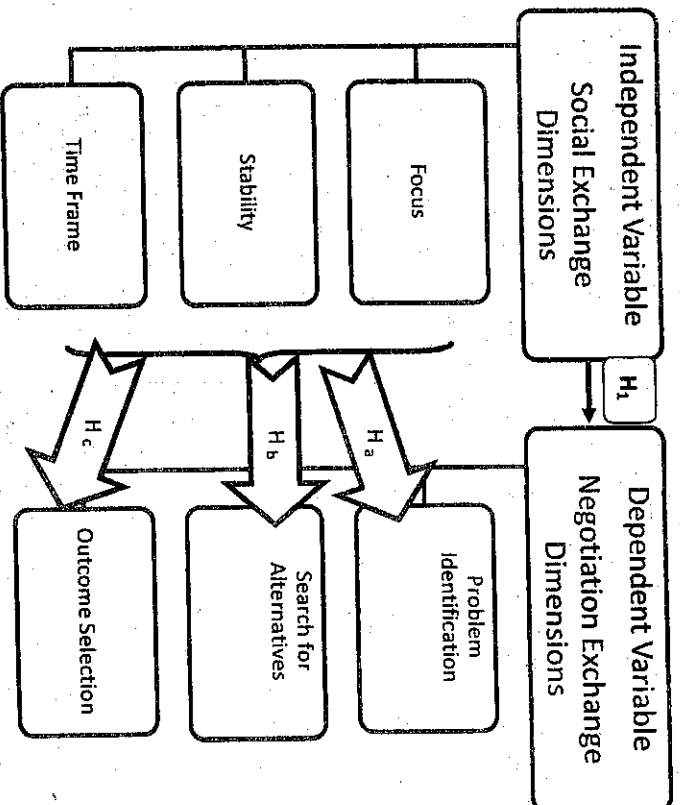 Independent Variable
Social Exchange
Dimensions
H₁
Dependent Variable
Negotiation Exchange
Dimensions
Focus
Stability
Time Frame
H a
H b
H c
Problem
Identification
Search for
Alternatives
Outcome Selection